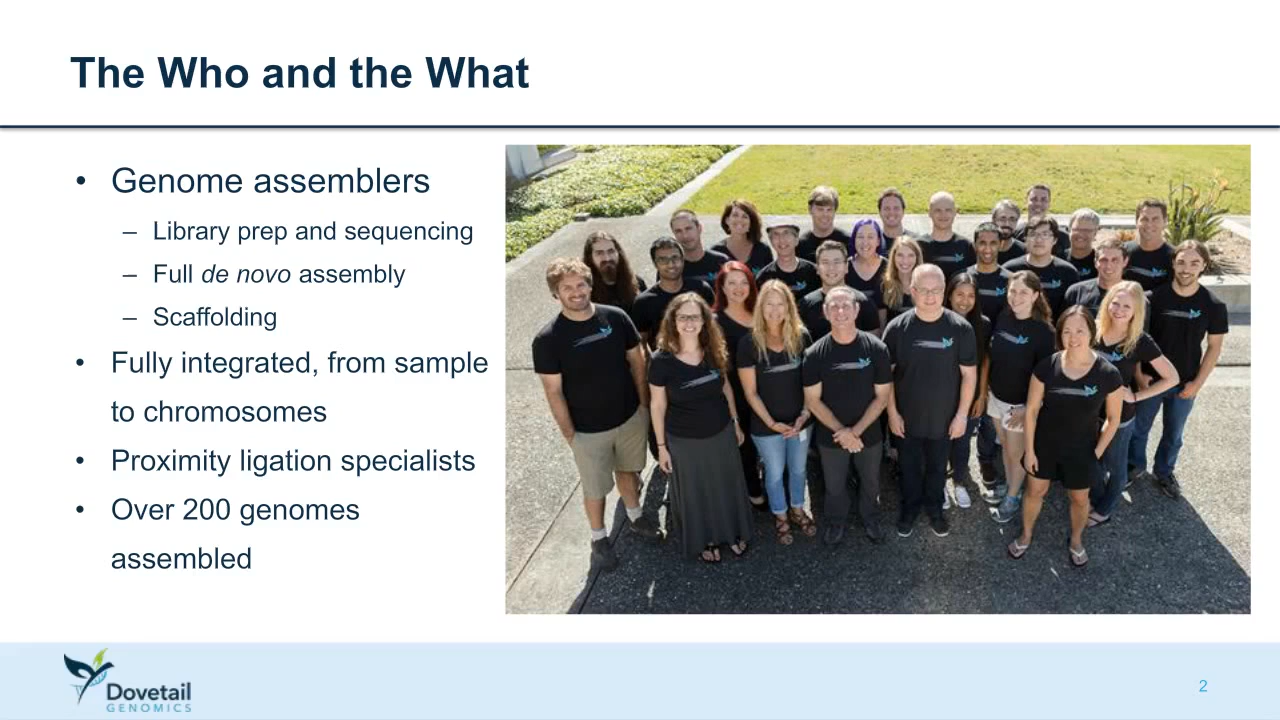 The Who and the What
• Genome assemblers
– Library prep and sequencing
– Full de novo assembly
– Scaffolding
• Fully integrated, from sample
to chromosomes
• Proximity ligation specialists
• Over 200 genomes
assembled
Dovetail
GENOMICS
2